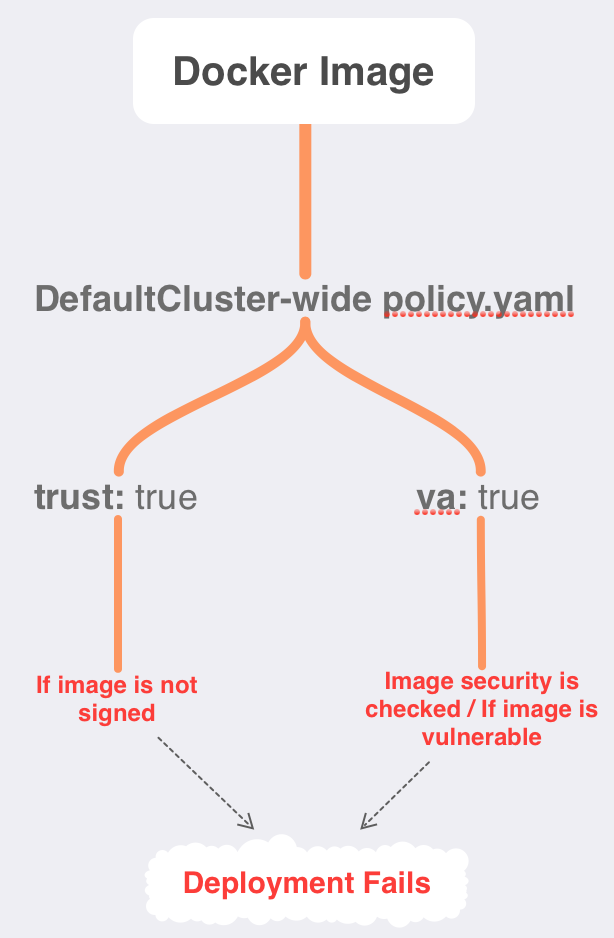 Docker Image
DefaultCluster-wide policy.yaml
trust: true
va: true
If image is not
signed
Image security is
checked / If image is
vulnerable
Deployment Fails